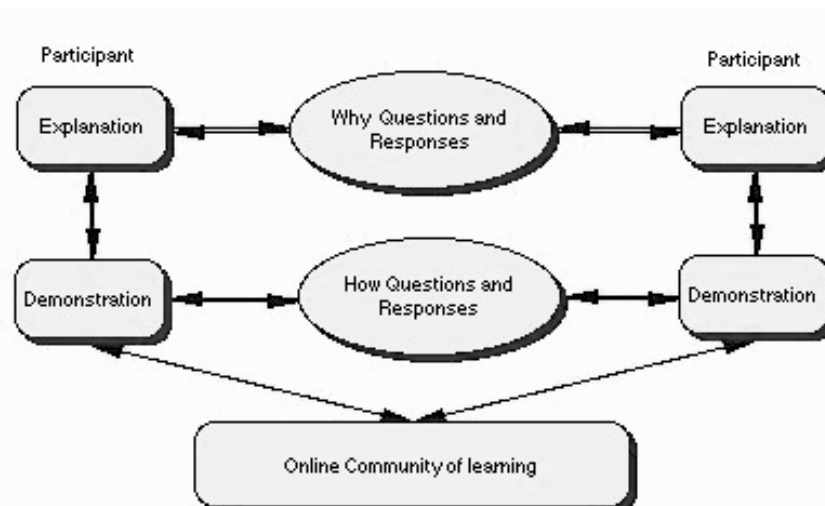 Participant
Participant
Explanation
Why Questions and
Responses
Explanation
Demonstration
How Questions and
Responses
Demonstration
Online Community of learning